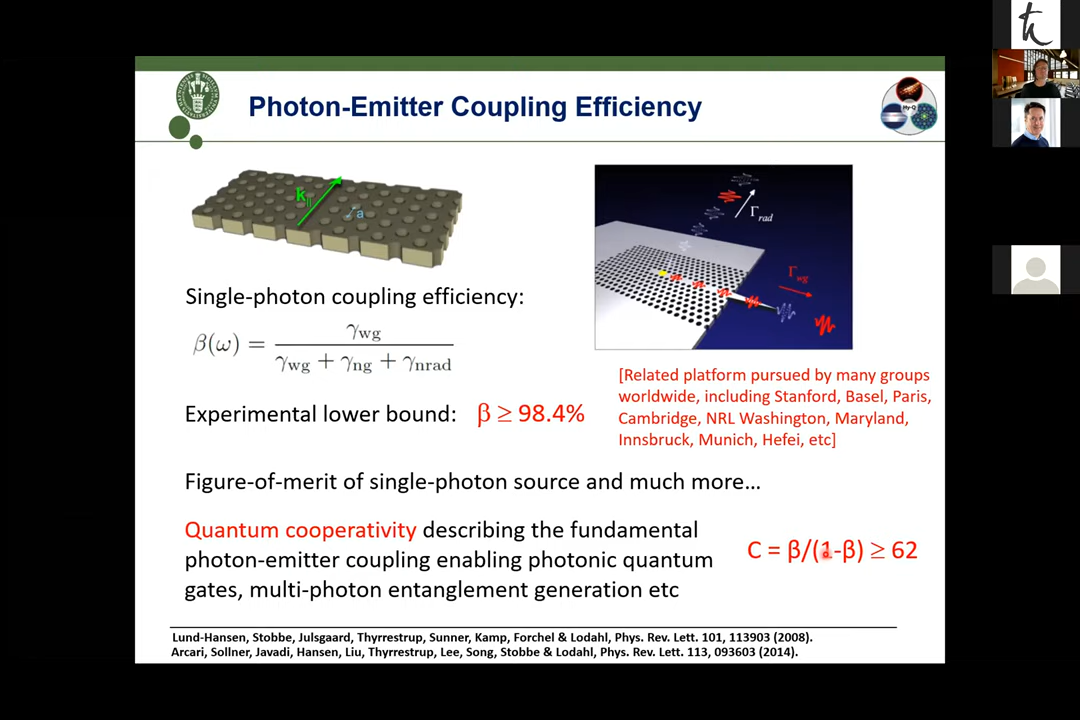 Photon-Emitter Coupling Efficiency
Hy-Q
k||
a
Γrad
Γwg
Single-photon coupling efficiency:
β(ω) = γwg / (γwg + γng + γnrad)
Experimental lower bound: β ≥ 98.4%
[Related platform pursued by many groups
worldwide, including Stanford, Basel, Paris,
Cambridge, NRL Washington, Maryland,
Innsbruck, Munich, Hefei, etc]
Figure-of-merit of single-photon source and much more…
Quantum cooperativity describing the fundamental
photon-emitter coupling enabling photonic quantum
gates, multi-photon entanglement generation etc
C = β/(1-β) ≥ 62
Lund-Hansen, Stobbe, Julsgaard, Thyrrestrup, Sunner, Kamp, Forchel & Lodahl, Phys. Rev. Lett. 101, 113903 (2008).
Arcari, Sollner, Javadi, Hansen, Liu, Thyrrestrup, Lee, Song, Stobbe & Lodahl, Phys. Rev. Lett. 113, 093603 (2014).